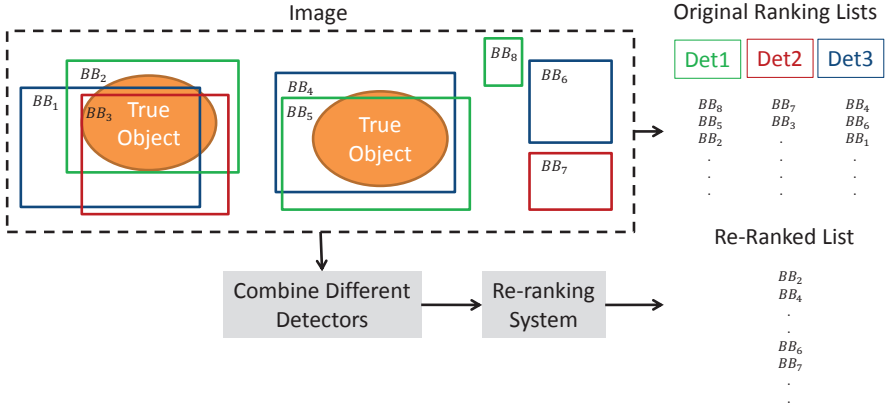 Image
BB₂
BB₁
BB₃
True
Object
BB₄
BB₅
True
Object
BB₈
BB₆
BB₇
Original Ranking Lists
Det1 Det2 Det3
BB₈ BB₇ BB₄
BB₅ BB₃ BB₆
BB₂ . BB₁
. . .
. . .
. . .
Combine Different
Detectors
Re-ranking
System
Re-Ranked List
BB₂
BB₄
.
.
BB₆
BB₇
.
.